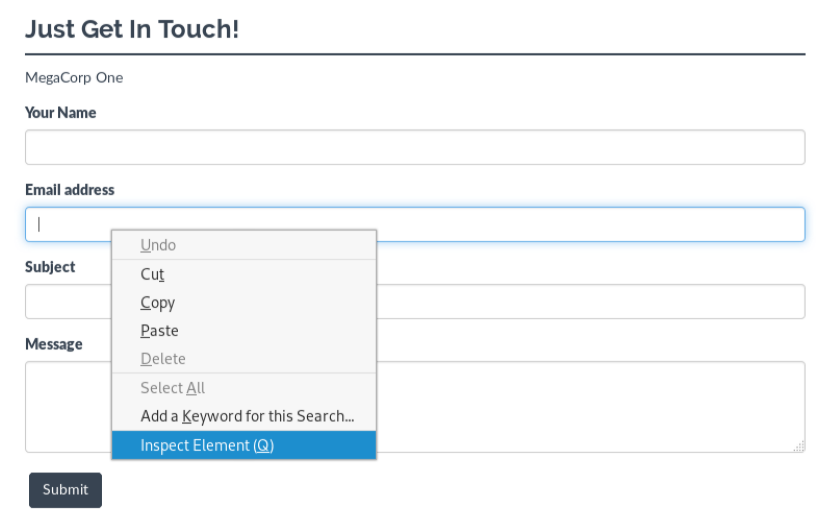 Just Get In Touch!
MegaCorp One
Your Name
Email address
Undo
Cut
Copy
Paste
Delete
Select All
Add a Keyword for this Search...
Inspect Element (Q)
Subject
Message
Submit